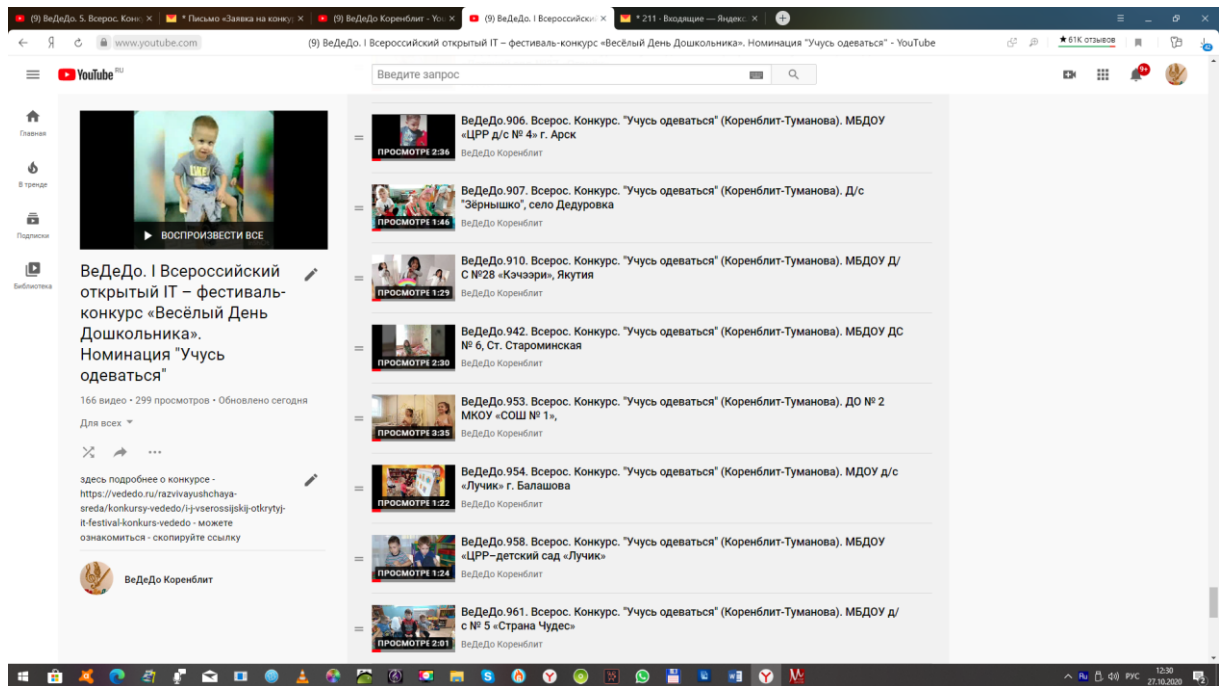 (9) ВеДеДо. 5. Всерос. Конк
* Письмо «Заявка на конку
(9) ВеДеДо Коренблит - You
(9) ВеДеДо. I Всероссийски
* 211 - Входящие — Яндекс
www.youtube.com
(9) ВеДеДо. I Всероссийский открытый IT – фестиваль-конкурс «Весёлый День Дошкольника». Номинация "Учусь одеваться" - YouTube
★ 61K отзывов
YouTube RU
Введите запрос
9+
Главная
В тренде
Подписки
Библиотека
ВОСПРОИЗВЕСТИ ВСЕ
ВеДеДо. I Всероссийский
открытый IT – фестиваль-
конкурс «Весёлый День
Дошкольника».
Номинация "Учусь
одеваться"
166 видео • 299 просмотров • Обновлено сегодня
Для всех
здесь подробнее о конкурсе -
https://vededo.ru/razvivayushchaya-
sreda/konkursy-vededo/i-j-vserossijskij-otkrytyj-
it-festival-konkurs-vededo - можете
ознакомиться - скопируйте ссылку
ВеДеДо Коренблит
ВеДеДо.906. Всерос. Конкурс. "Учусь одеваться" (Коренблит-Туманова). МБДОУ
«ЦРР д/с № 4» г. Арск
ПРОСМОТРЕ 2:36
ВеДеДо Коренблит
ВеДеДо.907. Всерос. Конкурс. "Учусь одеваться" (Коренблит-Туманова). Д/с
"Зёрнышко", село Дедуровка
ПРОСМОТРЕ 1:46
ВеДеДо Коренблит
ВеДеДо.910. Всерос. Конкурс. "Учусь одеваться" (Коренблит-Туманова). МБДОУ Д/
С №28 «Кэчээри», Якутия
ПРОСМОТРЕ 1:29
ВеДеДо Коренблит
ВеДеДо.942. Всерос. Конкурс. "Учусь одеваться" (Коренблит-Туманова). МБДОУ ДС
№ 6, Ст. Староминская
ПРОСМОТРЕ 2:30
ВеДеДо Коренблит
ВеДеДо.953. Всерос. Конкурс. "Учусь одеваться" (Коренблит-Туманова). ДО № 2
МКОУ «СОШ № 1»,
ПРОСМОТРЕ 3:35
ВеДеДо Коренблит
ВеДеДо.954. Всерос. Конкурс. "Учусь одеваться" (Коренблит-Туманова). МДОУ д/с
«Лучик» г. Балашова
ПРОСМОТРЕ 1:22
ВеДеДо Коренблит
ВеДеДо.958. Всерос. Конкурс. "Учусь одеваться" (Коренблит-Туманова). МБДОУ
«ЦРР–детский сад «Лучик»
ПРОСМОТРЕ 1:24
ВеДеДо Коренблит
ВеДеДо.961. Всерос. Конкурс. "Учусь одеваться" (Коренблит-Туманова). МБДОУ д/
с № 5 «Страна Чудес»
ПРОСМОТРЕ 2:01
ВеДеДо Коренблит
Ru
РУС
12:30
27.10.2020